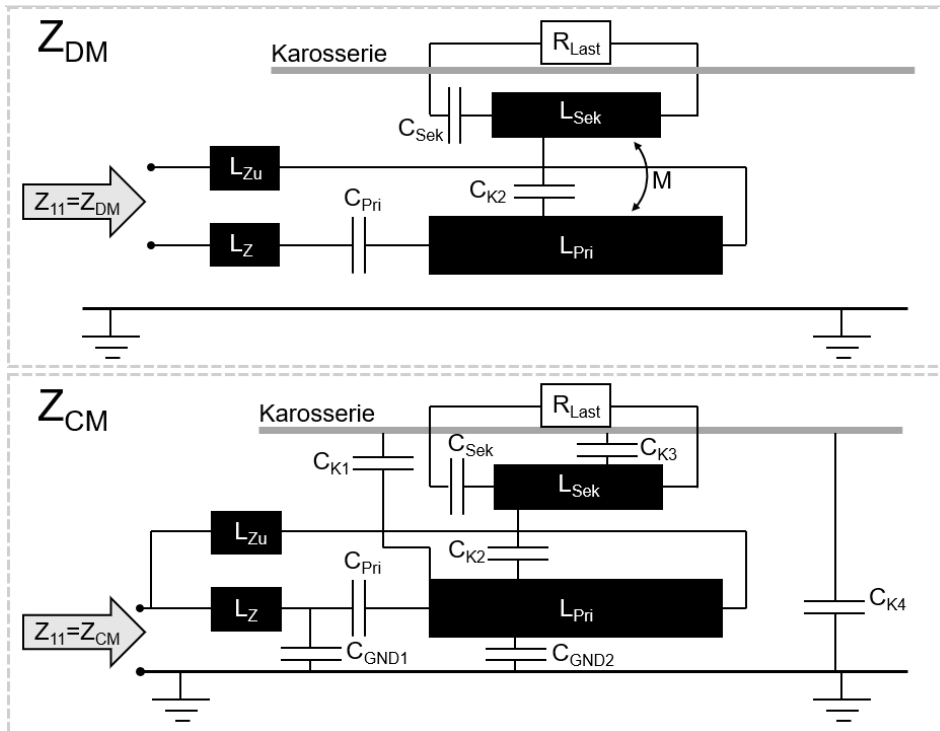 Z_DM
Karosserie
R_Last
L_Sek
C_Sek
L_Zu
M
C_K2
Z_11=Z_DM
C_Pri
L_Z
L_Pri
Z_CM
Karosserie
R_Last
C_Sek
C_K3
C_K1
L_Sek
L_Zu
C_K2
C_Pri
L_Z
L_Pri
C_K4
Z_11=Z_CM
C_GND1
C_GND2